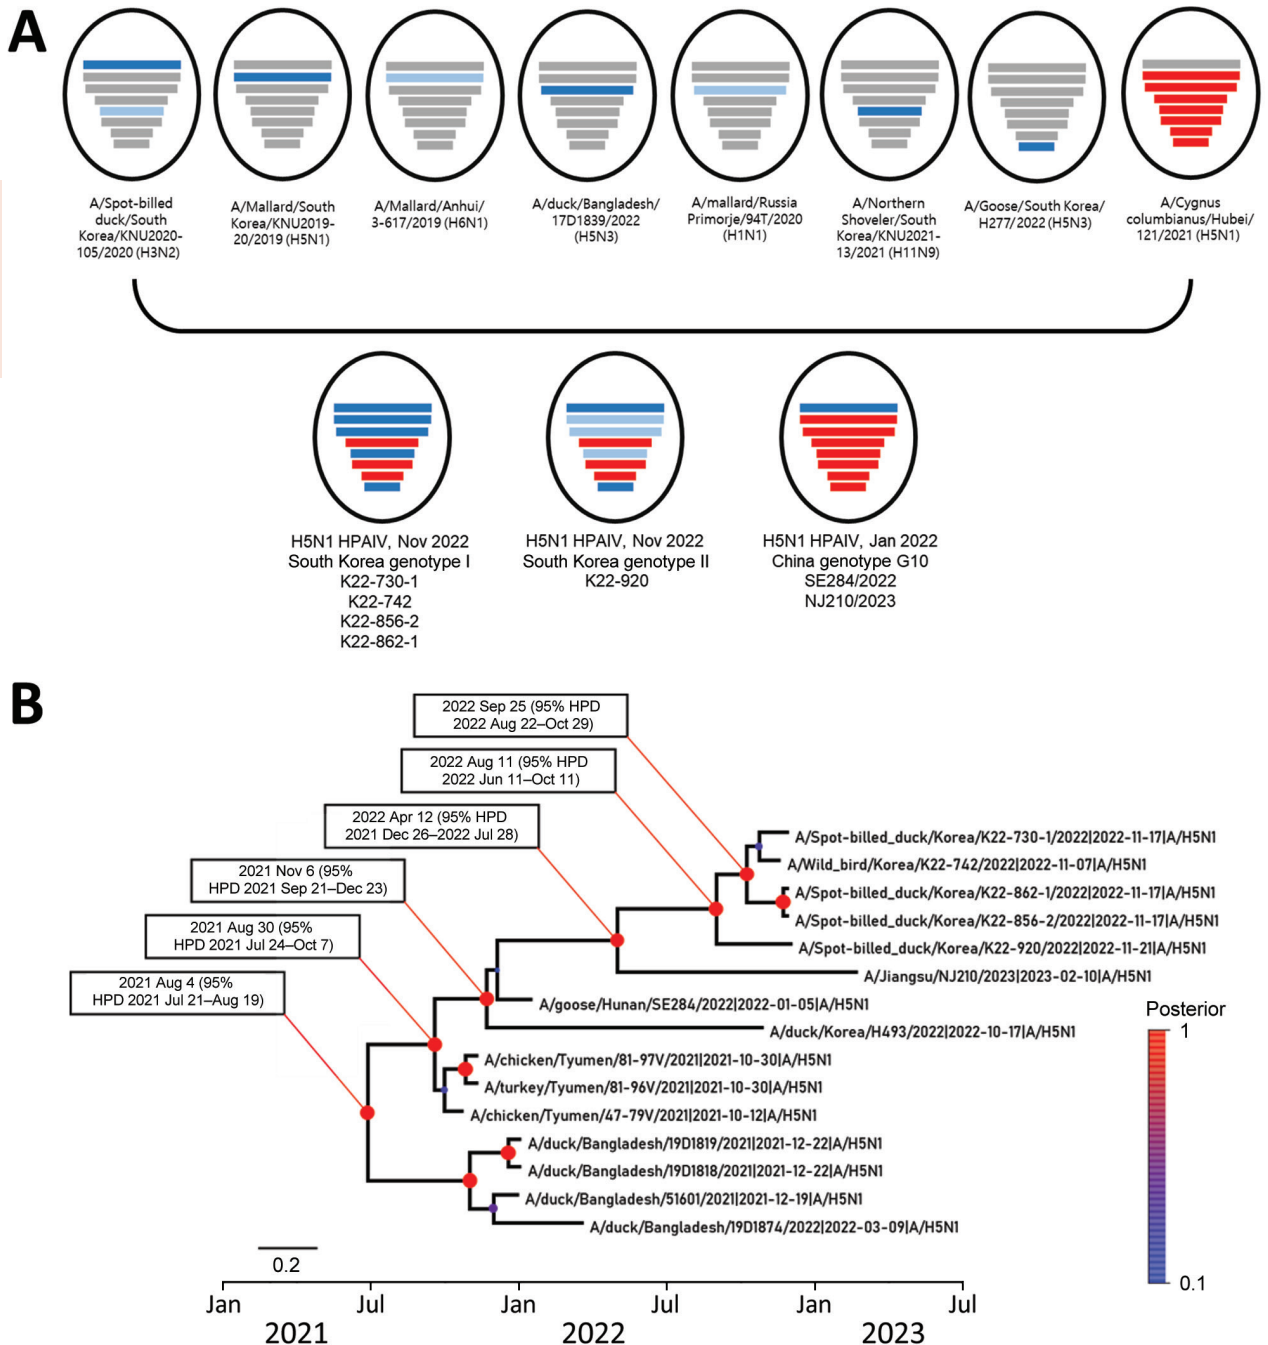 A
A/Spot-billed
duck/South
Korea/KNU2020-
105/2020 (H3N2)
A/Mallard/South
Korea/KNU2019-
20/2019 (H5N1)
A/Mallard/Anhui/
3-617/2019 (H6N1)
A/duck/Bangladesh/
17D1839/2022
(H5N3)
A/mallard/Russia
Primorje/94T/2020
(H1N1)
A/Northern
Shoveler/South
Korea/KNU2021-
13/2021 (H11N9)
A/Goose/South Korea/
H277/2022 (H5N3)
A/Cygnus
columbianus/Hubei/
121/2021 (H5N1)
H5N1 HPAIV, Nov 2022
South Korea genotype I
K22-730-1
K22-742
K22-856-2
K22-862-1
H5N1 HPAIV, Nov 2022
South Korea genotype II
K22-920
H5N1 HPAIV, Jan 2022
China genotype G10
SE284/2022
NJ210/2023
B
2022 Sep 25 (95% HPD
2022 Aug 22–Oct 29)
2022 Aug 11 (95% HPD
2022 Jun 11–Oct 11)
2022 Apr 12 (95% HPD
2021 Dec 26–2022 Jul 28)
2021 Nov 6 (95%
HPD 2021 Sep 21–Dec 23)
2021 Aug 30 (95%
HPD 2021 Jul 24–Oct 7)
2021 Aug 4 (95%
HPD 2021 Jul 21–Aug 19)
A/Spot-billed_duck/Korea/K22-730-1/2022|2022-11-17|A/H5N1
A/Wild_bird/Korea/K22-742/2022|2022-11-07|A/H5N1
A/Spot-billed_duck/Korea/K22-862-1/2022|2022-11-17|A/H5N1
A/Spot-billed_duck/Korea/K22-856-2/2022|2022-11-17|A/H5N1
A/Spot-billed_duck/Korea/K22-920/2022|2022-11-21|A/H5N1
A/Jiangsu/NJ210/2023|2023-02-10|A/H5N1
A/goose/Hunan/SE284/2022|2022-01-05|A/H5N1
A/duck/Korea/H493/2022|2022-10-17|A/H5N1
A/chicken/Tyumen/81-97V/2021|2021-10-30|A/H5N1
A/turkey/Tyumen/81-96V/2021|2021-10-30|A/H5N1
A/chicken/Tyumen/47-79V/2021|2021-10-12|A/H5N1
A/duck/Bangladesh/19D1819/2021|2021-12-22|A/H5N1
A/duck/Bangladesh/19D1818/2021|2021-12-22|A/H5N1
A/duck/Bangladesh/51601/2021|2021-12-19|A/H5N1
A/duck/Bangladesh/19D1874/2022|2022-03-09|A/H5N1
Posterior
1
0.1
0.2
Jan Jul Jan Jul Jan Jul
2021 2022 2023